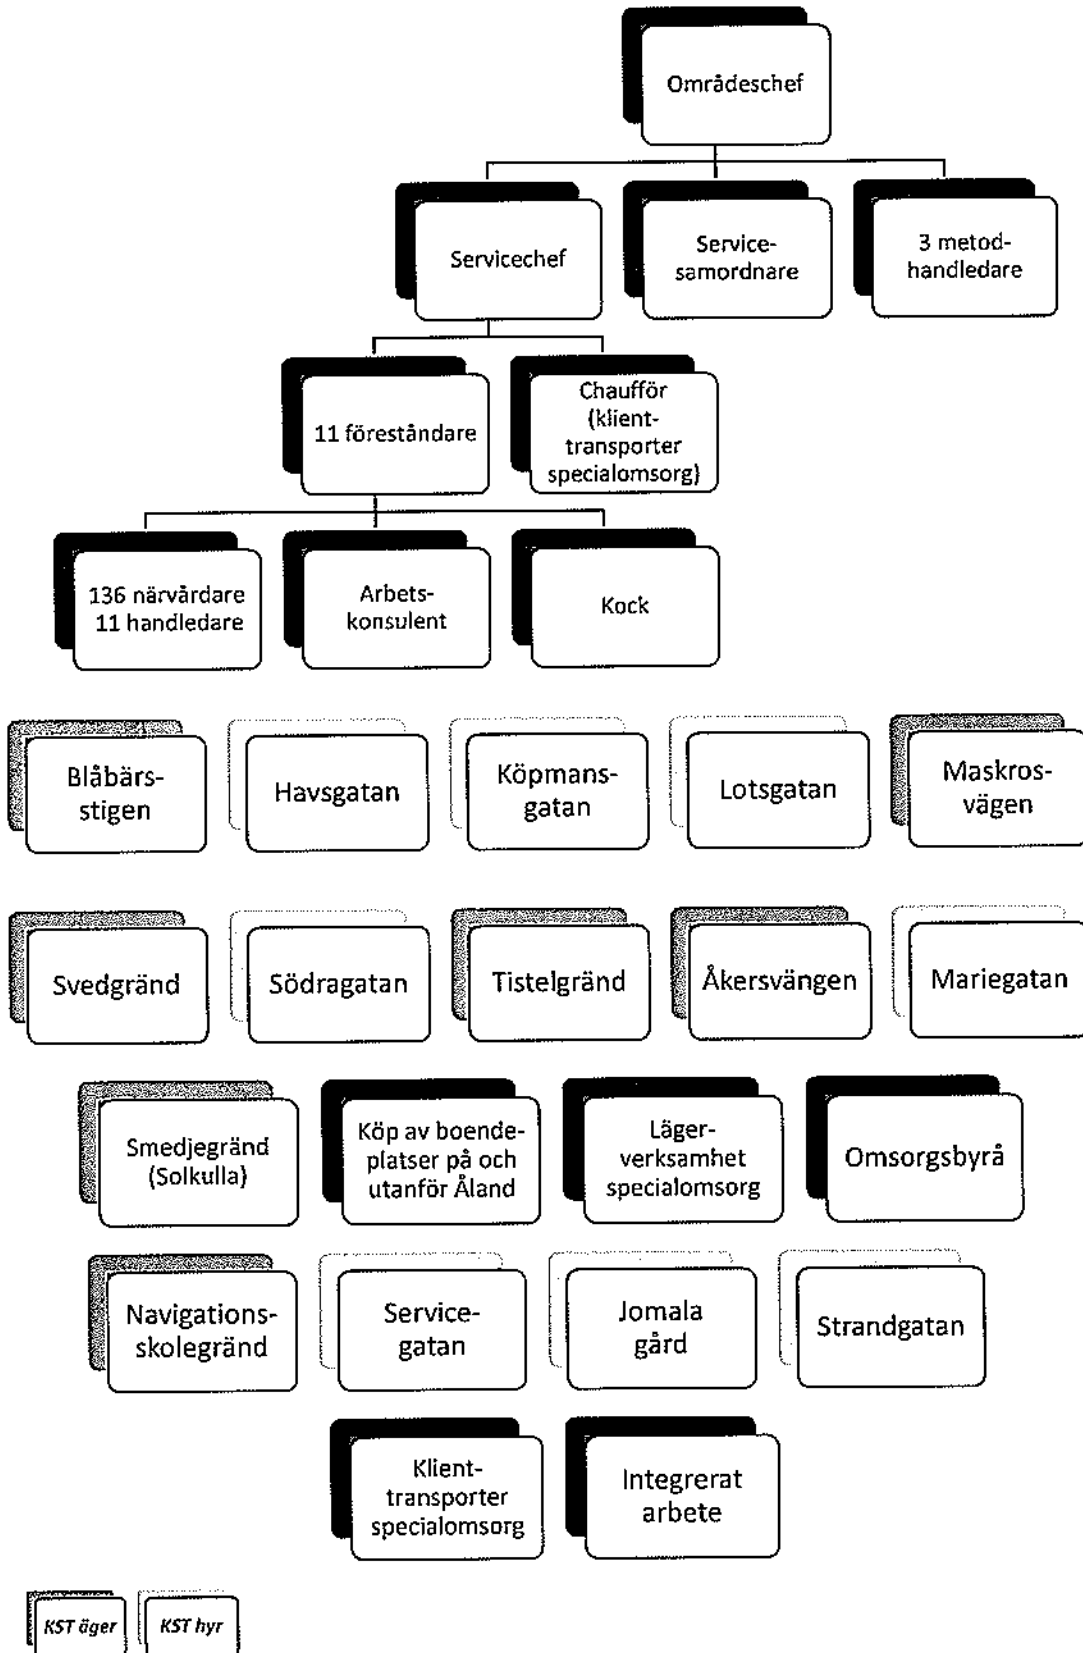 Områdeschef
Servicechef
Service-
samordnare
3 metod-
handledare
11 föreståndare
Chaufför
(klient-
transporter
specialomsorg)
136 närvårdare
11 handledare
Arbets-
konsulent
Kock
Blåbärs-
stigen
Havsgatan
Köpmans-
gatan
Lotsgatan
Maskros-
vägen
Svedgränd
Södragatan
Tistelgränd
Åkersvängen
Mariegatan
Smedjegränd
(Solkulla)
Köp av boende-
platser på och
utanför Åland
Läger-
verksamhet
specialomsorg
Omsorgsbyrå
Navigations-
skolegränd
Service-
gatan
Jomala
gård
Strandgatan
Klient-
transporter
specialomsorg
Integrerat
arbete
KST äger
KST hyr